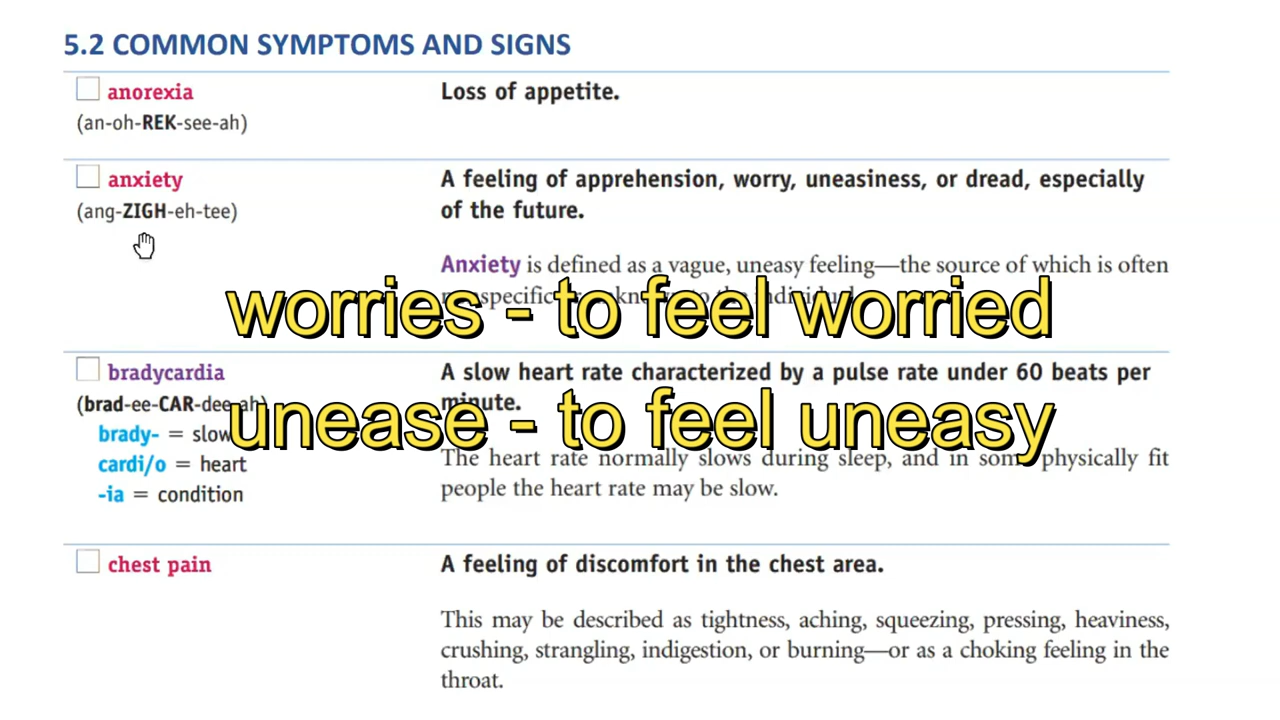 5.2 COMMON SYMPTOMS AND SIGNS
anorexia
(an-oh-REK-see-ah)
Loss of appetite.
anxiety
(ang-ZIGH-eh-tee)
A feeling of apprehension, worry, uneasiness, or dread, especially
of the future.
Anxiety is defined as a vague, uneasy feeling—the source of which is often
worries - to feel worried
bradycardia
(brad-ee-CAR-dee-ah)
brady- = slow
cardi/o = heart
-ia = condition
A slow heart rate characterized by a pulse rate under 60 beats per
minute.
unease - to feel uneasy
The heart rate normally slows during sleep, and in some physically fit
people the heart rate may be slow.
chest pain
A feeling of discomfort in the chest area.
This may be described as tightness, aching, squeezing, pressing, heaviness,
crushing, strangling, indigestion, or burning—or as a choking feeling in the
throat.